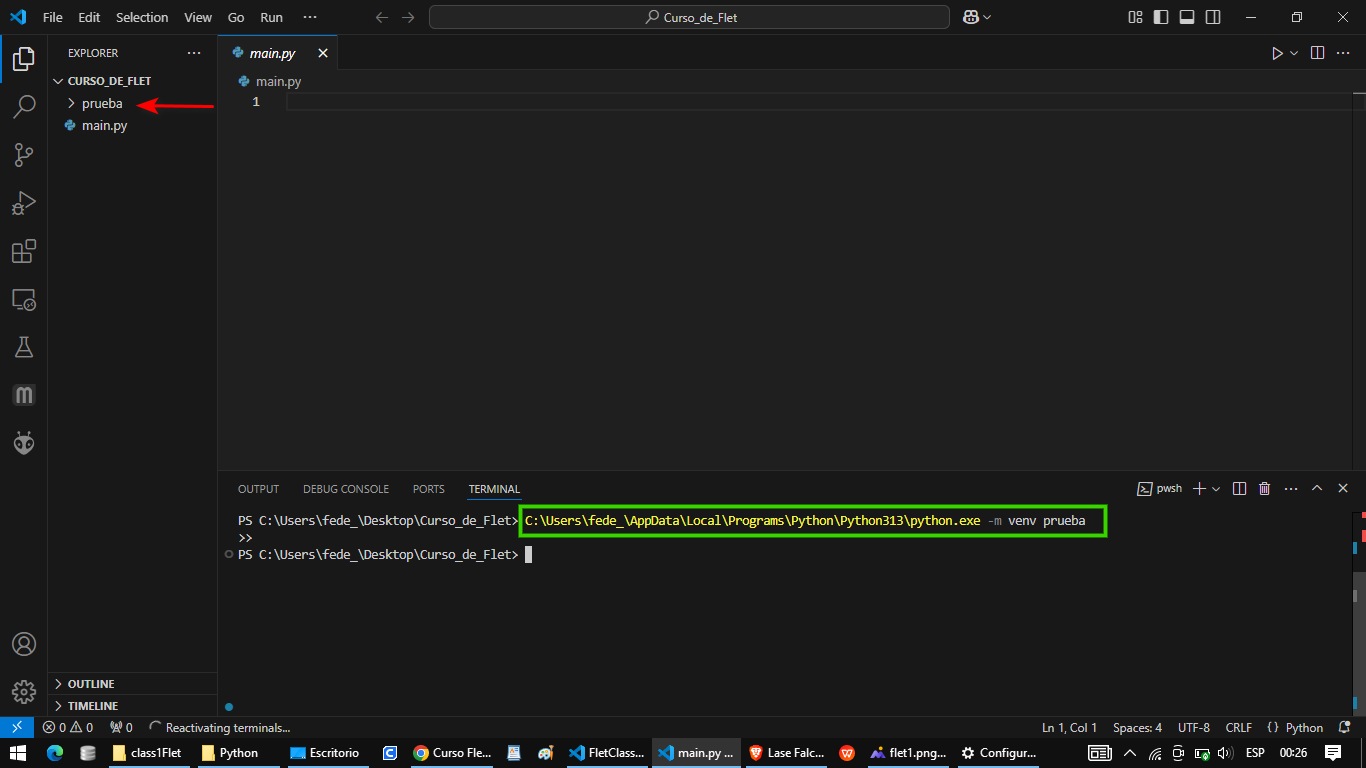 File Edit Selection View Go Run ···
Curso_de_Flet
EXPLORER ···
CURSO_DE_FLET
prueba
main.py
OUTLINE
TIMELINE
main.py
main.py
1
OUTPUT DEBUG CONSOLE PORTS TERMINAL
pwsh
PS C:\Users\fede_\Desktop\Curso_de_Flet> C:\Users\fede_\AppData\Local\Programs\Python\Python313\python.exe -m venv prueba
>>
PS C:\Users\fede_\Desktop\Curso_de_Flet>
0 0 0 Reactivating terminals...
Ln 1, Col 1 Spaces: 4 UTF-8 CRLF {} Python
class1Flet Python Escritorio Curso Fle... FletClass... main.py ... Lase Falc... flet1.png... Configur... ESP 00:26